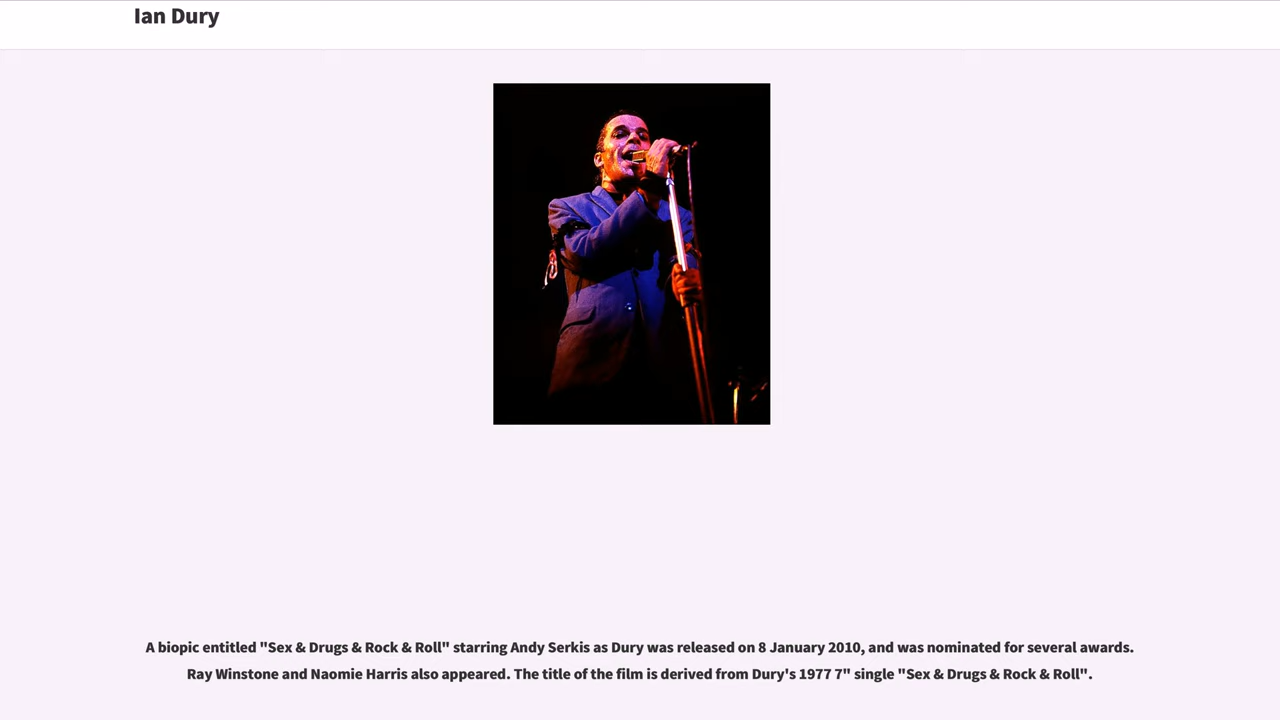 Ian Dury
A biopic entitled "Sex & Drugs & Rock & Roll" starring Andy Serkis as Dury was released on 8 January 2010, and was nominated for several awards.
Ray Winstone and Naomie Harris also appeared. The title of the film is derived from Dury's 1977 7" single "Sex & Drugs & Rock & Roll".